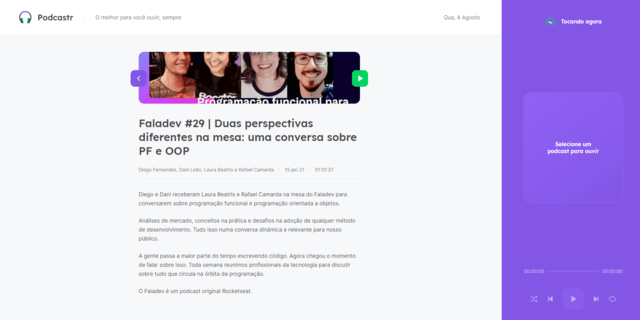 Podcastr
O melhor para você ouvir, sempre
Qua, 4 Agosto
Tocando agora
Programação funcional para
Faladev #29 | Duas perspectivas
diferentes na mesa: uma conversa sobre
PF e OOP
Diego Fernandes, Dani Leão, Laura Beatris e Rafael Camarda
15 jan 21
01:10:37
Diego e Dani receberam Laura Beatris e Rafael Camarda na mesa do Faladev para
conversarem sobre programação funcional e programação orientada a objetos.
Análises de mercado, conceitos na prática e desafios na adoção de qualquer método
de desenvolvimento. Tudo isso numa conversa dinâmica e relevante para nosso
público.
A gente passa a maior parte do tempo escrevendo código. Agora chegou o momento
de falar sobre isso. Toda semana reunimos profissionais da tecnologia para discutir
sobre tudo que circula na órbita da programação.
O Faladev é um podcast original Rocketseat.
Selecione um
podcast para ouvir
00:00:00
00:00:00